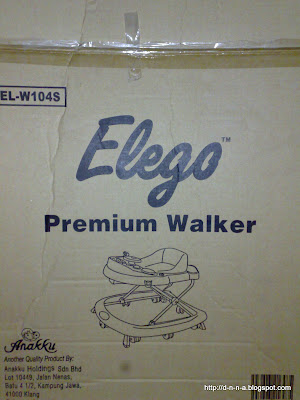 EL-W104S
Elego™
Premium Walker
Anakku
Another Quality Product By:
Anakku Holdings Sdn Bhd
Lot 10449, Jalan Nenas,
Batu 4 1/2, Kampung Jawa,
41000 Klang
http://d-n-n-a.blogspot.com